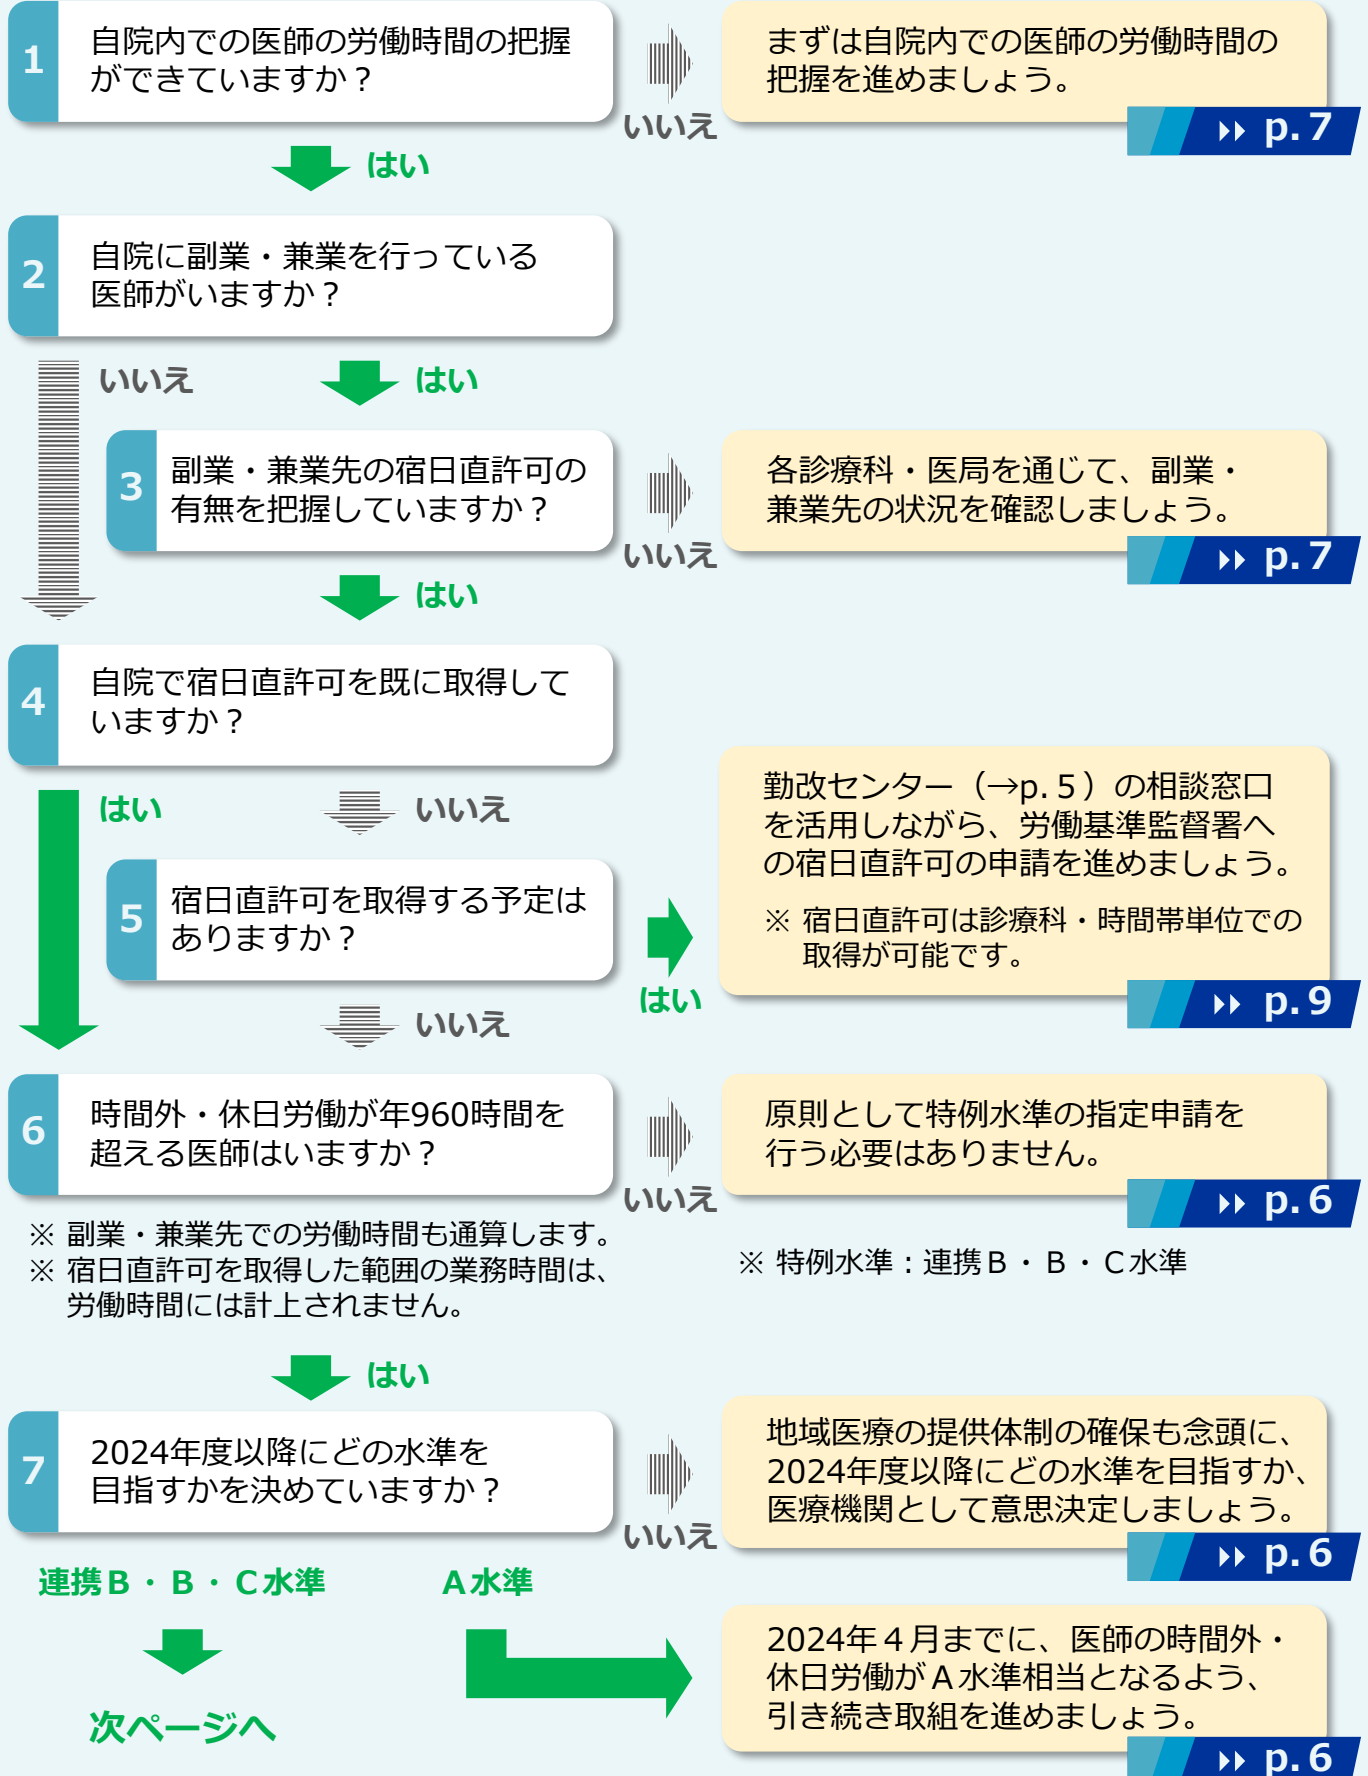 1
自院内での医師の労働時間の把握
ができていますか？
いいえ
まずは自院内での医師の労働時間の
把握を進めましょう。
p.7
はい
2
自院に副業・兼業を行っている
医師がいますか？
いいえ
はい
3
副業・兼業先の宿日直許可の
有無を把握していますか？
いいえ
各診療科・医局を通じて、副業・
兼業先の状況を確認しましょう。
p.7
はい
4
自院で宿日直許可を既に取得して
いますか？
はい
いいえ
5
宿日直許可を取得する予定は
ありますか？
はい
勤改センター（→p.５）の相談窓口
を活用しながら、労働基準監督署へ
の宿日直許可の申請を進めましょう。
※ 宿日直許可は診療科・時間帯単位での
取得が可能です。
p.9
いいえ
6
時間外・休日労働が年960時間を
超える医師はいますか？
いいえ
原則として特例水準の指定申請を
行う必要はありません。
p.6
※ 副業・兼業先での労働時間も通算します。
※ 宿日直許可を取得した範囲の業務時間は、
労働時間には計上されません。
※ 特例水準：連携Ｂ・Ｂ・Ｃ水準
はい
7
2024年度以降にどの水準を
目指すかを決めていますか？
いいえ
地域医療の提供体制の確保も念頭に、
2024年度以降にどの水準を目指すか、
医療機関として意思決定しましょう。
p.6
連携Ｂ・Ｂ・Ｃ水準
Ａ水準
次ページへ
2024年４月までに、医師の時間外・
休日労働がＡ水準相当となるよう、
引き続き取組を進めましょう。
p.6